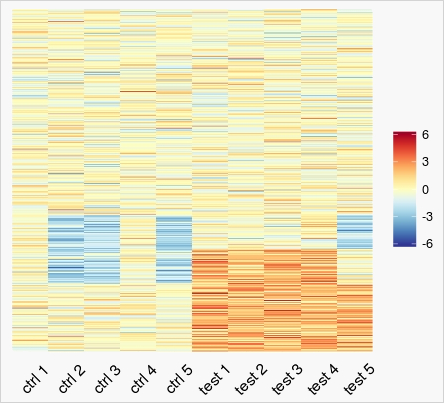 6
3
0
-3
-6
ctrl 1
ctrl 2
ctrl 3
ctrl 4
ctrl 5
test 1
test 2
test 3
test 4
test 5